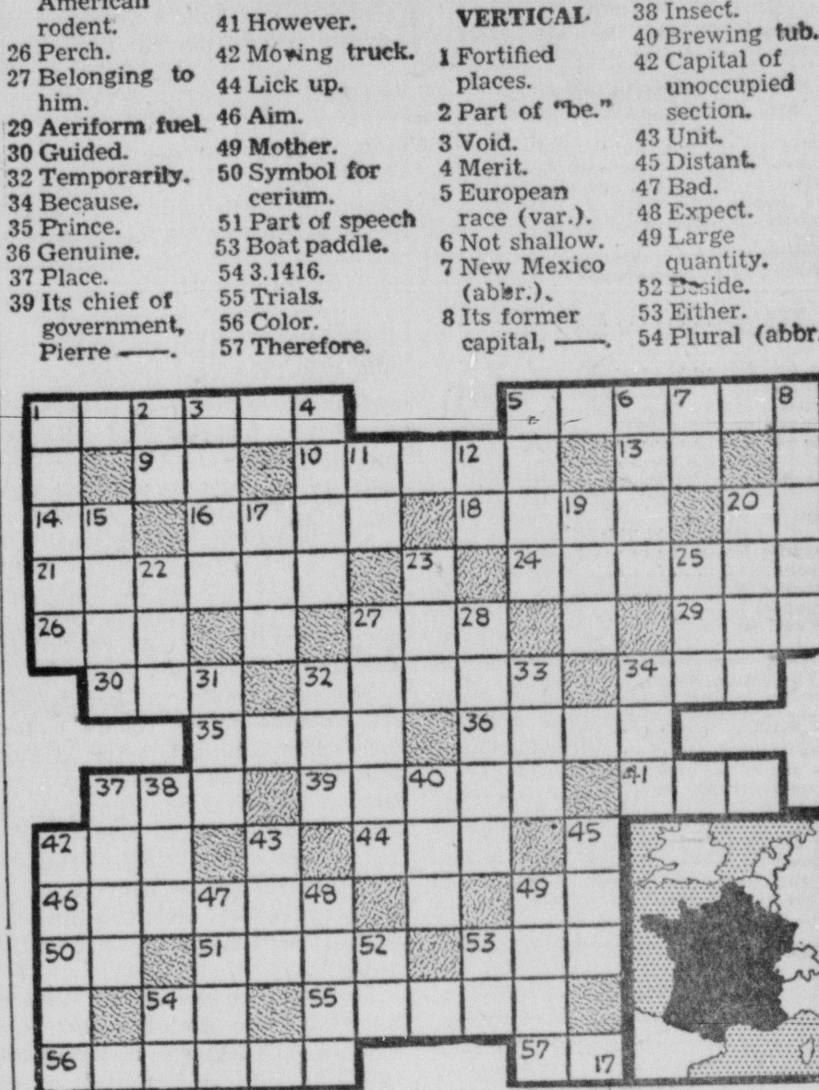 American
rodent.
26 Perch.
27 Belonging to
him.
29 Aeriform fuel.
30 Guided.
32 Temporarily.
34 Because.
35 Prince.
36 Genuine.
37 Place.
39 Its chief of
government,
Pierre ——.
41 However.
42 Moving truck.
44 Lick up.
46 Aim.
49 Mother.
50 Symbol for
cerium.
51 Part of speech
53 Boat paddle.
54 3.1416.
55 Trials.
56 Color.
57 Therefore.
VERTICAL
1 Fortified
places.
2 Part of "be."
3 Void.
4 Merit.
5 European
race (var.).
6 Not shallow.
7 New Mexico
(abbr.).
8 Its former
capital, ——.
38 Insect.
40 Brewing tub.
42 Capital of
unoccupied
section.
43 Unit.
45 Distant.
47 Bad.
48 Expect.
49 Large
quantity.
52 Beside.
53 Either.
54 Plural (abbr.
1 2 3 4 5 6 7 8
9 10 11 12 13
14 15 16 17 18 19 20
21 22 23 24 25
26 27 28 29
30 31 32 33 34
35 36
37 38 39 40 41
42 43 44 45
46 47 48 49
50 51 52 53
54 55
56 57 17